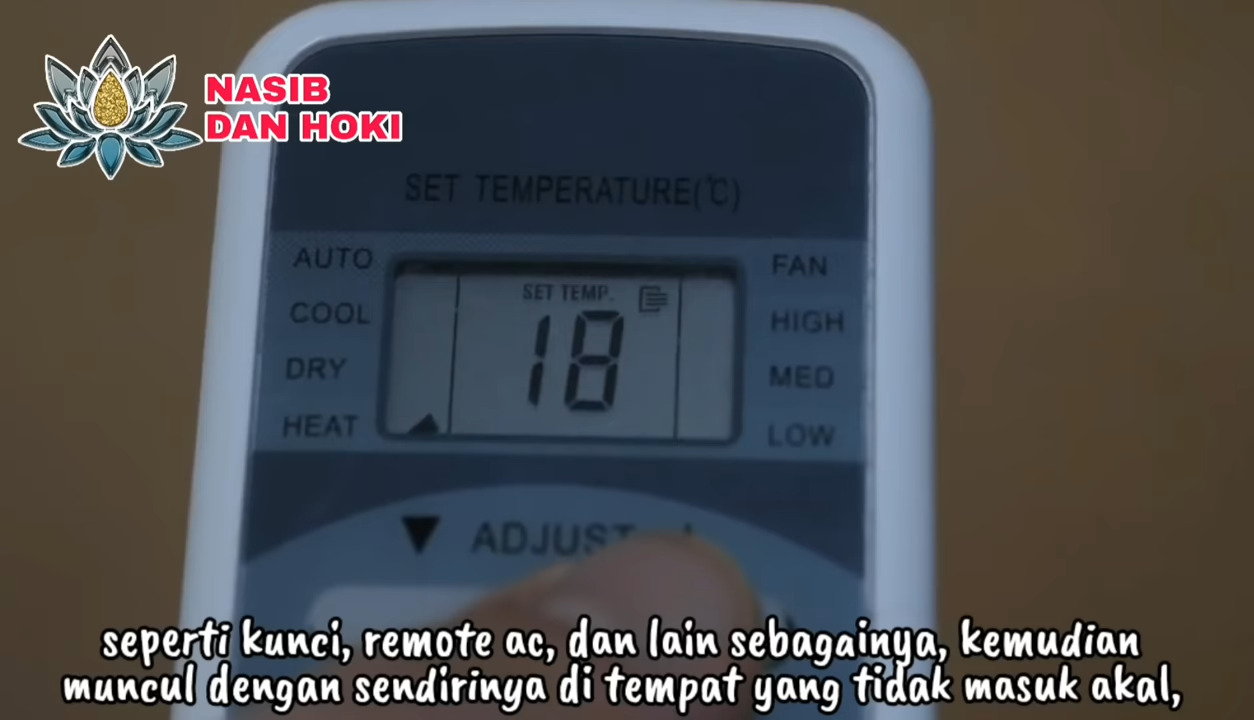 NASIB
DAN HOKI
SET TEMPERATURE(℃)
AUTO
COOL
DRY
HEAT
SET TEMP.
18
FAN
HIGH
MED
LOW
▼ ADJUST
seperti kunci, remote ac, dan lain sebagainya, kemudian
muncul dengan sendirinya di tempat yang tidak masuk akal,